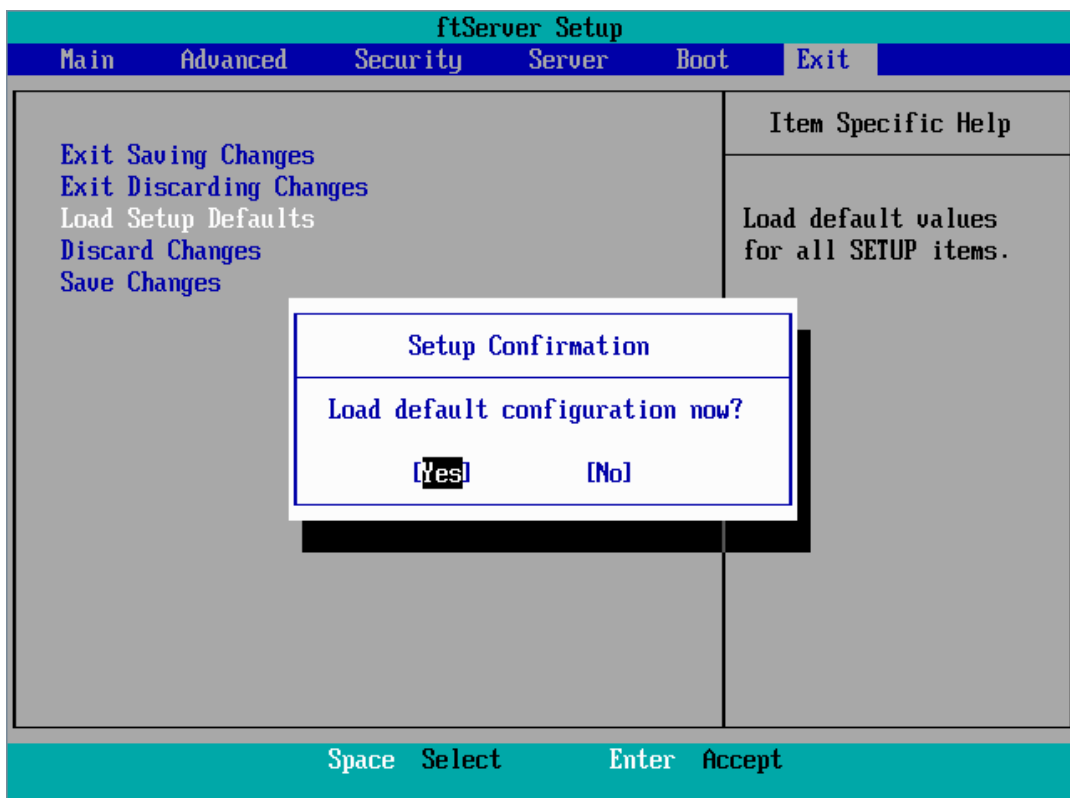 ftServer Setup
Main Advanced Security Server Boot Exit
Exit Saving Changes
Exit Discarding Changes
Load Setup Defaults
Discard Changes
Save Changes
Item Specific Help
Load default values
for all SETUP items.
Setup Confirmation
Load default configuration now?
[Yes] [No]
Space Select Enter Accept